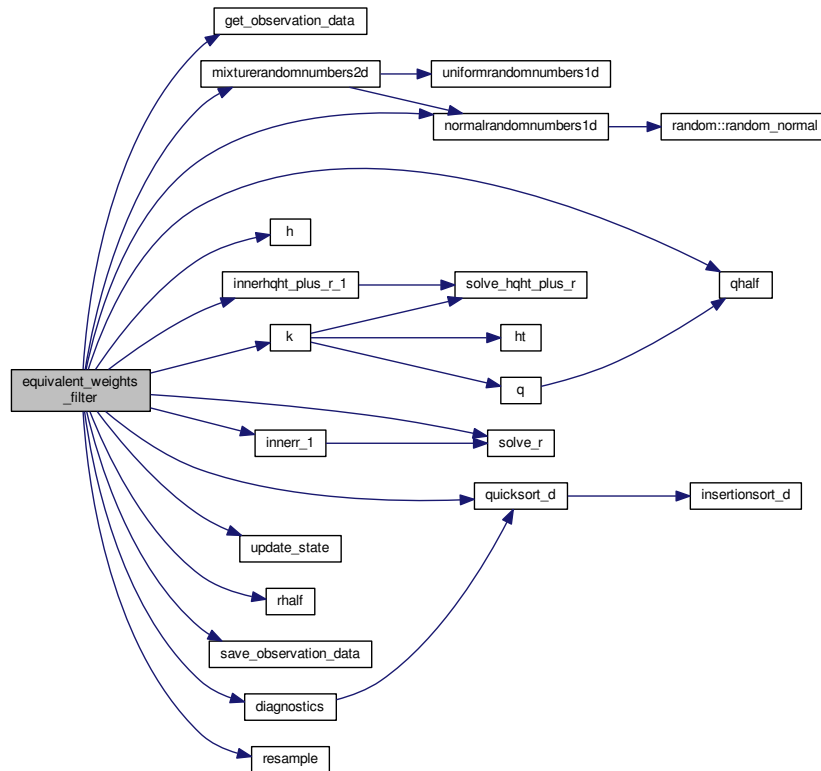 get_observation_data
mixturerandomnumbers2d
uniformrandomnumbers1d
normalrandomnumbers1d
random::random_normal
h
innerhqht_plus_r_1
solve_hqht_plus_r
qhalf
k
ht
equivalent_weights
_filter
q
innerr_1
solve_r
quicksort_d
insertionsort_d
update_state
rhalf
save_observation_data
diagnostics
resample